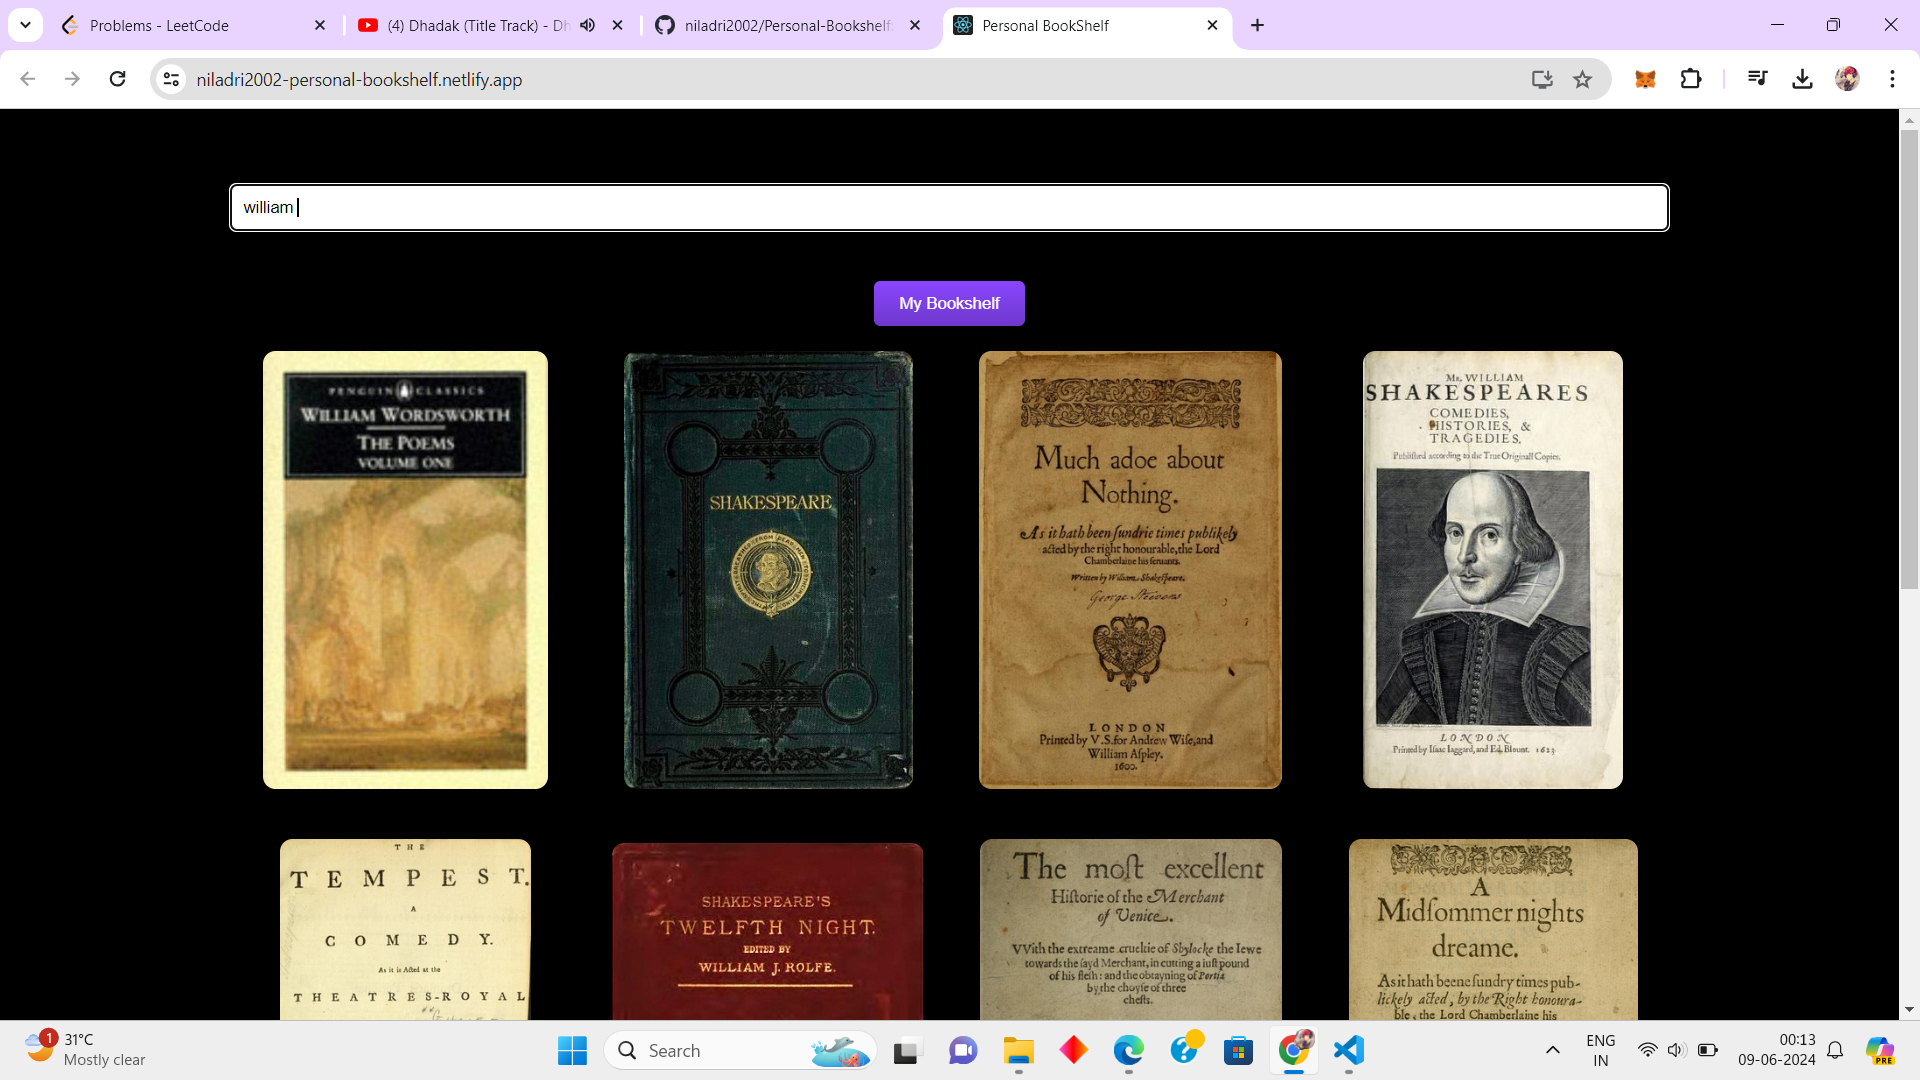 Problems - LeetCode
(4) Dhadak (Title Track) - Dh
niladri2002/Personal-Bookshelf:
Personal BookShelf
niladri2002-personal-bookshelf.netlify.app
william
My Bookshelf
PENGUIN CLASSICS
WILLIAM WORDSWORTH
THE POEMS
VOLUME ONE
SHAKESPEARE
Much adoe about
Nothing.
As it hath been sundrie times publikely
acted by the right honourable, the Lord
Chamberlaine his seruants.
Written by William Shakespeare.
George Steevens
LONDON
Printed by V.S. for Andrew Wise, and
William Aspley.
1600.
Mr. WILLIAM
SHAKESPEARES
COMEDIES,
HISTORIES, &
TRAGEDIES.
Published according to the True Originall Copies.
LONDON
Printed by Isaac Iaggard, and Ed. Blount. 1623
THE
TEMPEST.
A
COMEDY.
As it is Acted at the
THEATRES-ROYAL
SHAKESPEARE'S
TWELFTH NIGHT.
EDITED BY
WILLIAM J. ROLFE.
The most excellent
Historie of the Merchant
of Venice.
VVith the extreame crueltie of Shylocke the Iewe
towards the sayd Merchant, in cutting a iust pound
of his flesh: and the obtayning of Portia
by the choyse of three
chests.
A
Midsommer nights
dreame.
As it hath beene sundry times pub-
lickely acted, by the Right honoura-
ble, the Lord Chamberlaine his
1
31°C
Mostly clear
Search
ENG
IN
00:13
09-06-2024
PRE